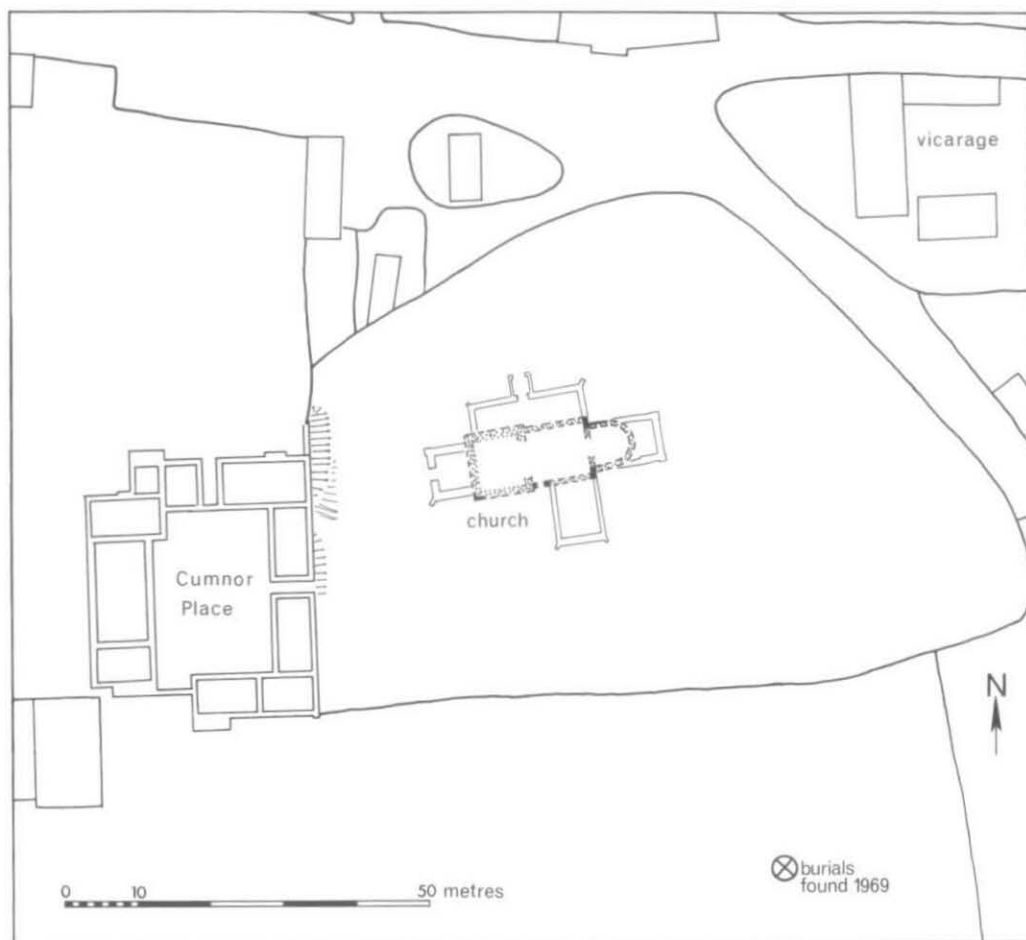 vicarage
church
Cumnor
Place
N
0 10 50 metres
burials
found 1969